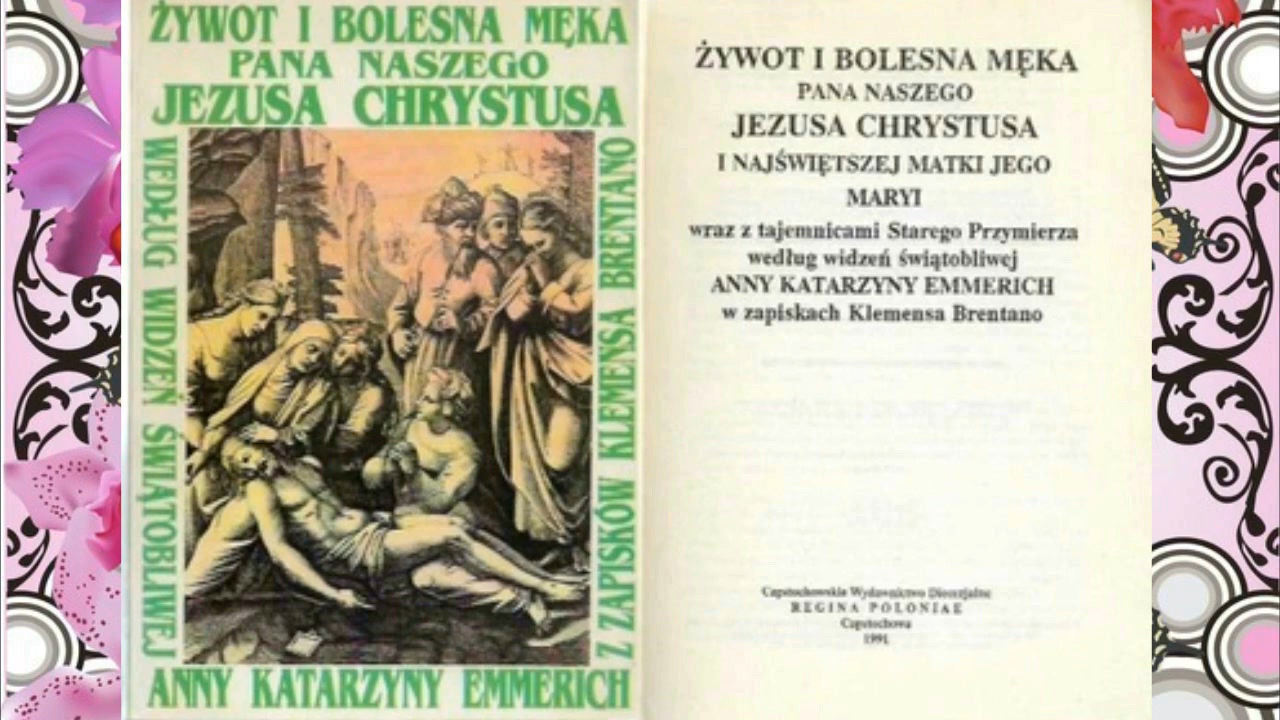 ŻYWOT I BOLESNA MĘKA
PANA NASZEGO
JEZUSA CHRYSTUSA
WEDŁUG WIDZEŃ ŚWIĄTOBLIWEJ
ANNY KATARZYNY EMMERICH
Z ZAPISKÓW KLEMENSA BRENTANO
ŻYWOT I BOLESNA MĘKA
PANA NASZEGO
JEZUSA CHRYSTUSA
I NAJŚWIĘTSZEJ MATKI JEGO
MARYI
wraz z tajemnicami Starego Przymierza
według widzeń świątobliwej
ANNY KATARZYNY EMMERICH
w zapiskach Klemensa Brentano
Częstochowskie Wydawnictwo Diecezjalne
REGINA POLONIAE
Częstochowa
1991